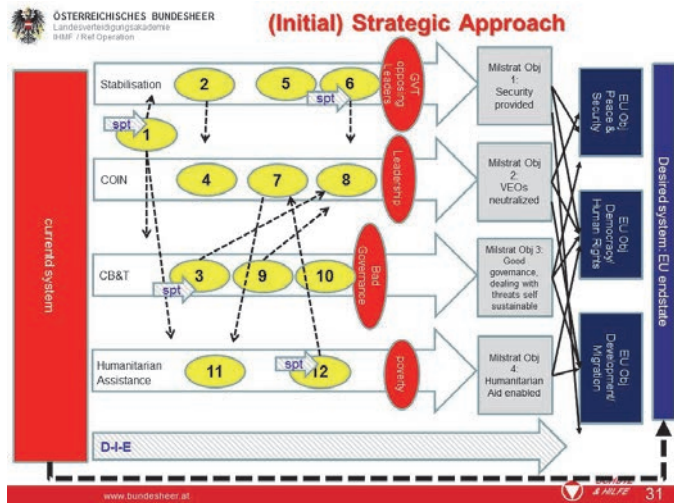 ÖSTERREICHISCHES BUNDESHEER
Landesverteidigungsakademie
IHMF / Ref Operation
(Initial) Strategic Approach
currentd system
Stabilisation
2
5
6
spt
GVT
opposing
Leaders
Milstrat Obj
1:
Security
provided
EU Obj
Peace &
Security
spt
1
COIN
4
7
8
Leadership
Milstrat Obj
2:
VEOs
neutralized
EU Obj
Democracy/
Human Rights
CB&T
spt
3
9
10
Bad
Governance
Milstrat Obj 3:
Good
governance,
dealing with
threats self
sustainable
Humanitarian
Assistance
11
spt
12
poverty
Milstrat Obj
4:
Humanitarian
Aid enabled
EU Obj
Development/
Migration
Desired system: EU endstate
D-I-E
www.bundesheer.at
SCHUTZ
& HILFE
31